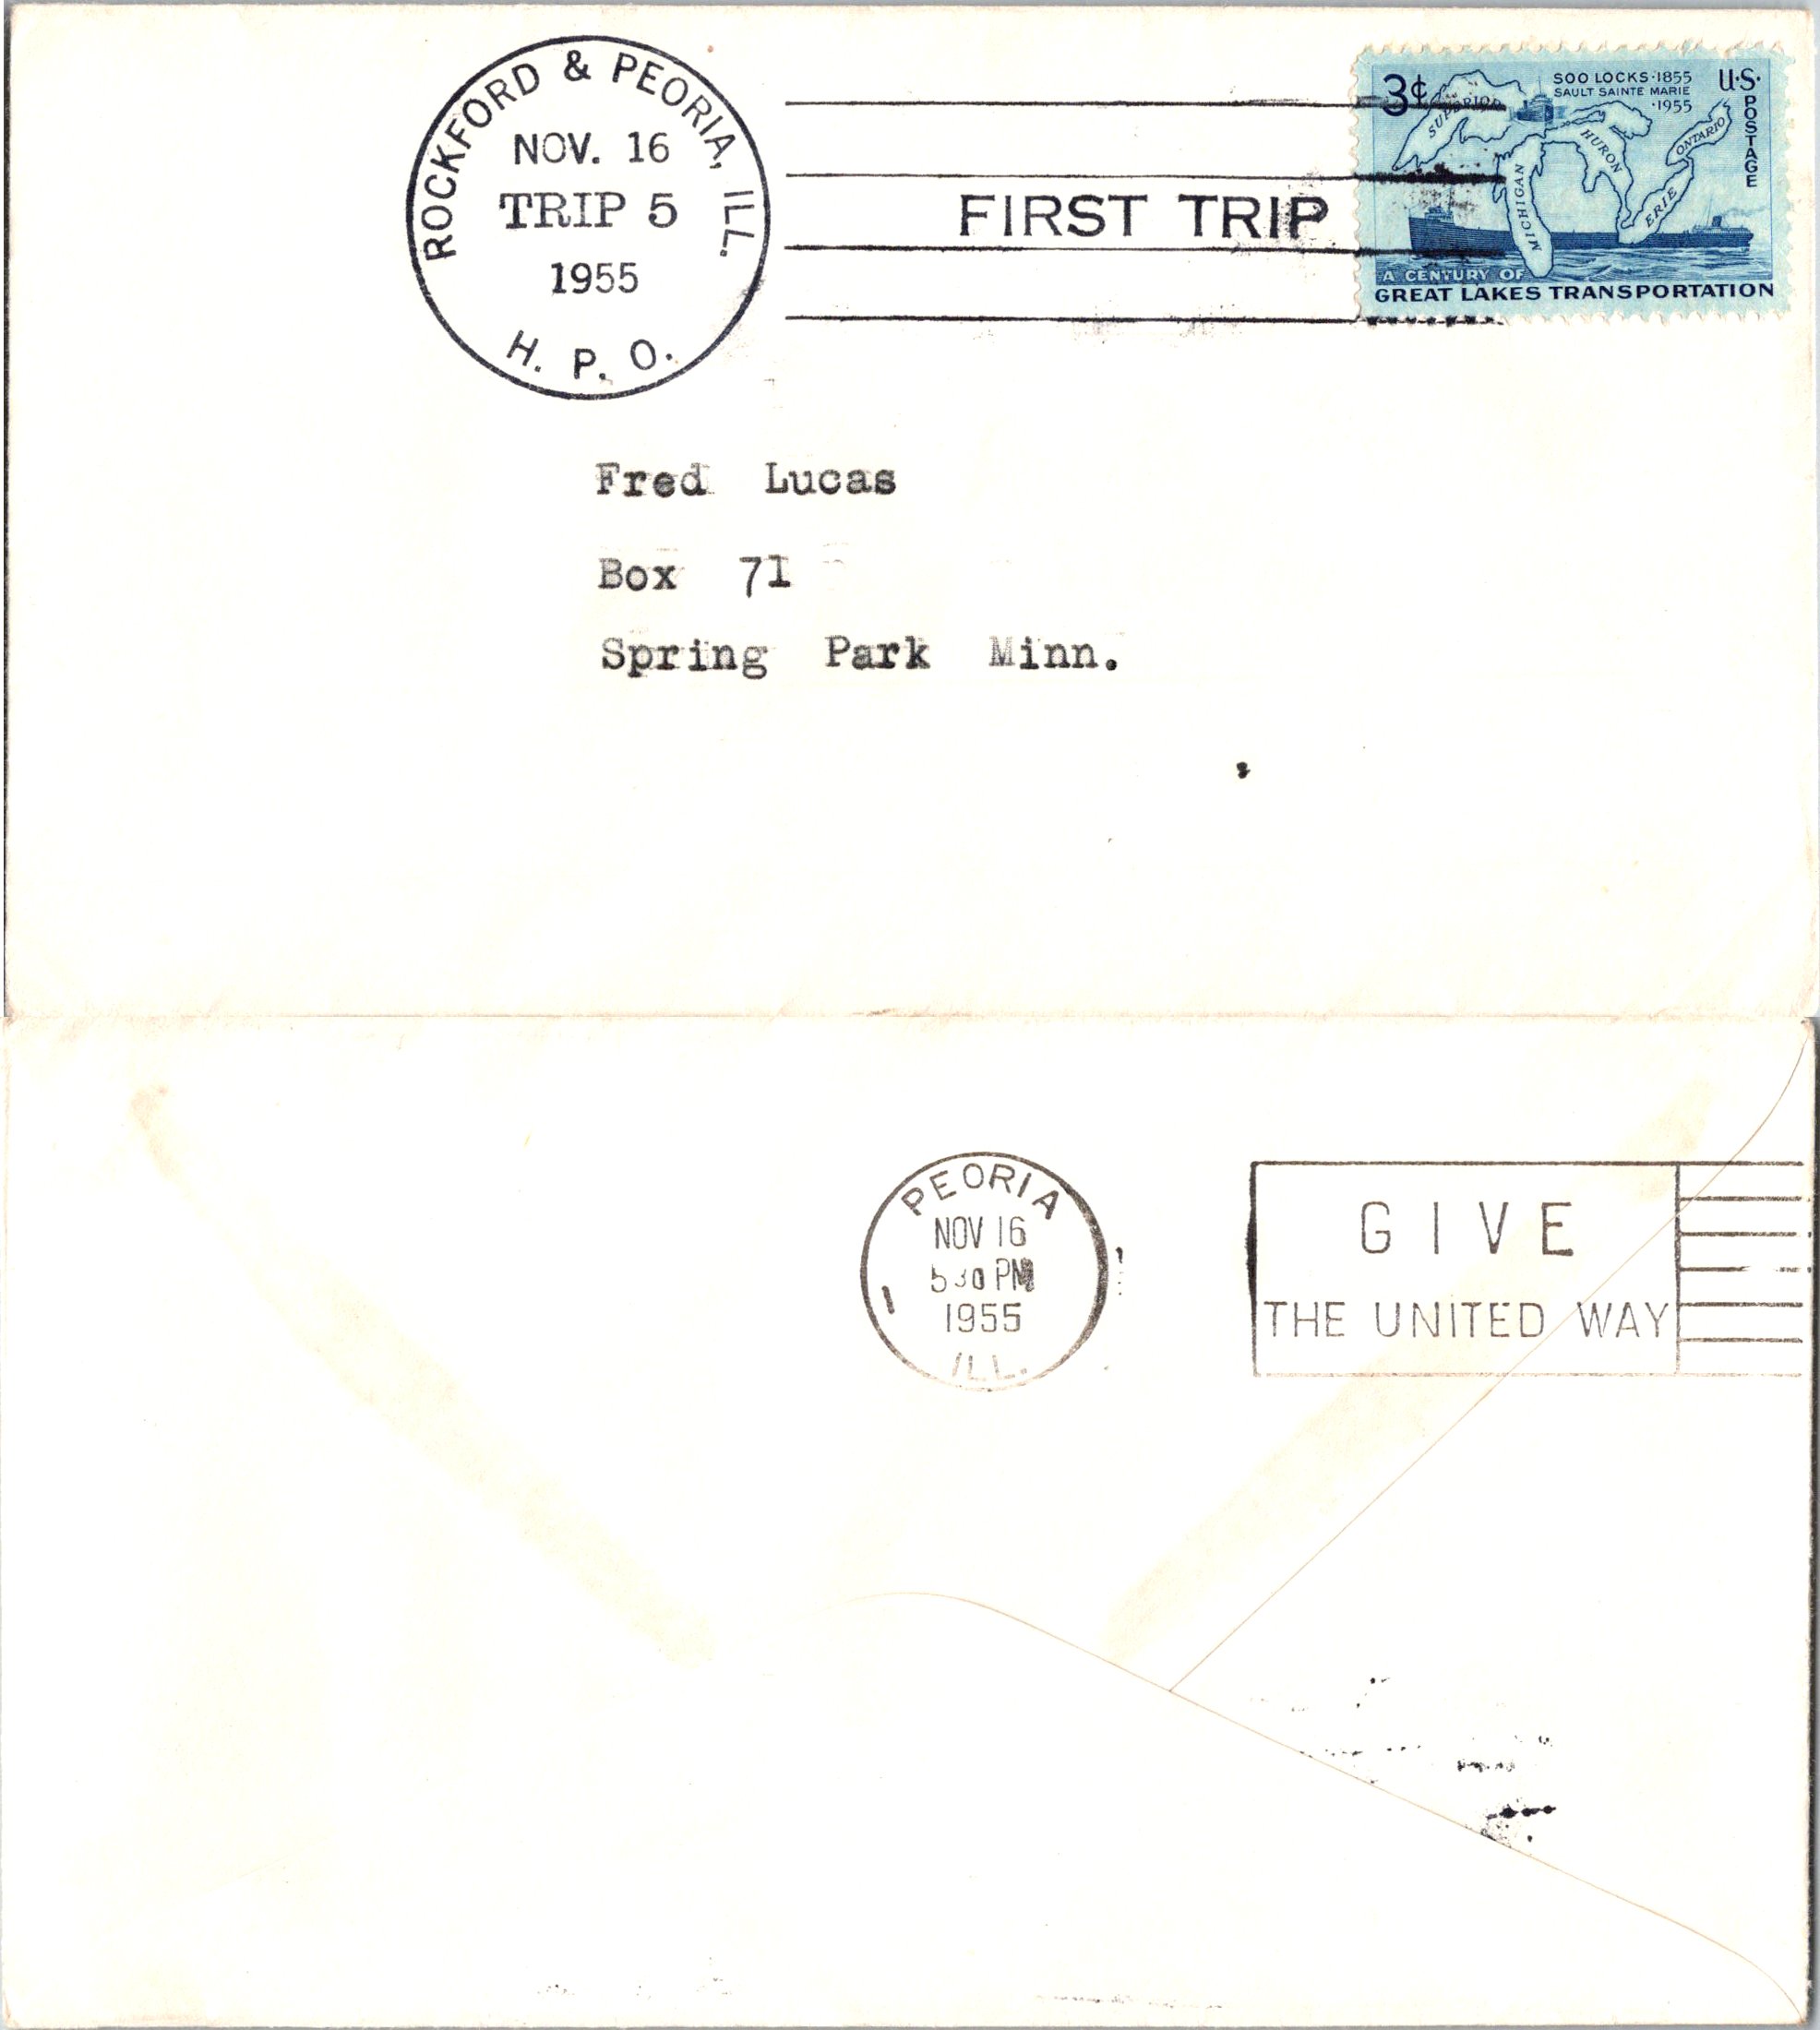 ROCKFORD & PEORIA, ILL.
NOV. 16
TRIP 5
1955
H. P. O.
FIRST TRIP
3¢
SOO LOCKS·1855
SAULT SAINTE MARIE
·1955
U·S·
POSTAGE
SUPERIOR
MICHIGAN
HURON
ERIE
ONTARIO
A CENTURY OF
GREAT LAKES TRANSPORTATION
Fred Lucas
Box 71
Spring Park Minn.
PEORIA
NOV 16
530 PM
1955
ILL.
1
GIVE
THE UNITED WAY